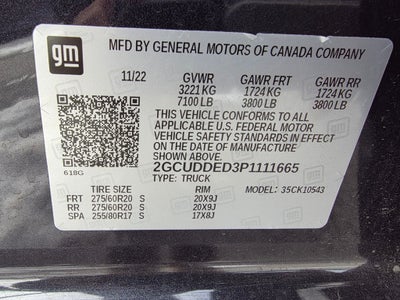 gm
MFD BY GENERAL MOTORS OF CANADA COMPANY
11/22 GVWR GAWR FRT GAWR RR
3221 KG 1724 KG 1724 KG
7100 LB 3800 LB 3800 LB
THIS VEHICLE CONFORMS TO ALL
APPLICABLE U.S. FEDERAL MOTOR
VEHICLE SAFETY STANDARDS IN EFFECT
ON THE DATE OF MANUFACTURE
SHOWN ABOVE.
2GCUDDED3P1111665
618G TYPE: TRUCK
TIRE SIZE RIM MODEL: 35CK10543
FRT 275/60R20 S 20X9J
RR 275/60R20 S 20X9J
SPA 255/80R17 S 17X8J